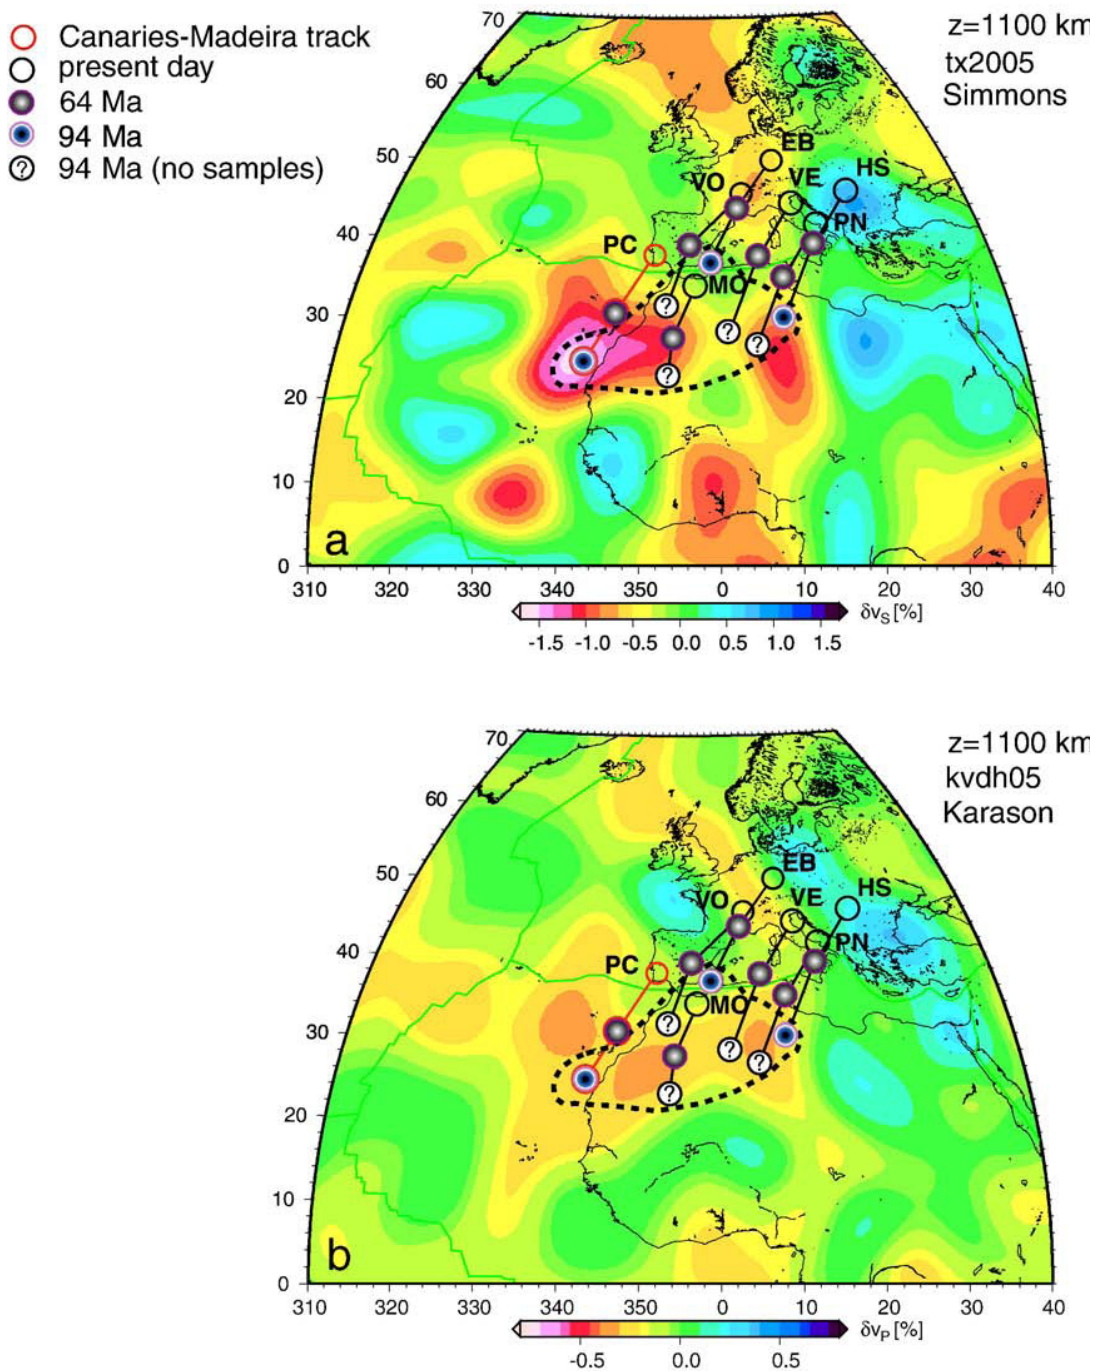 Canaries-Madeira track
present day
64 Ma
94 Ma
? 94 Ma (no samples)
z=1100 km
tx2005
Simmons
70
60
50
40
30
20
10
0
EB
VO
VE
HS
PN
PC
MO
?
?
?
?
a
310 320 330 340 350 0 10 20 30 40
δvS [%]
-1.5 -1.0 -0.5 0.0 0.5 1.0 1.5
z=1100 km
kvdh05
Karason
70
60
50
40
30
20
10
0
EB
VO
VE
HS
PN
PC
MO
?
?
?
?
b
310 320 330 340 350 0 10 20 30 40
δvP [%]
-0.5 0.0 0.5